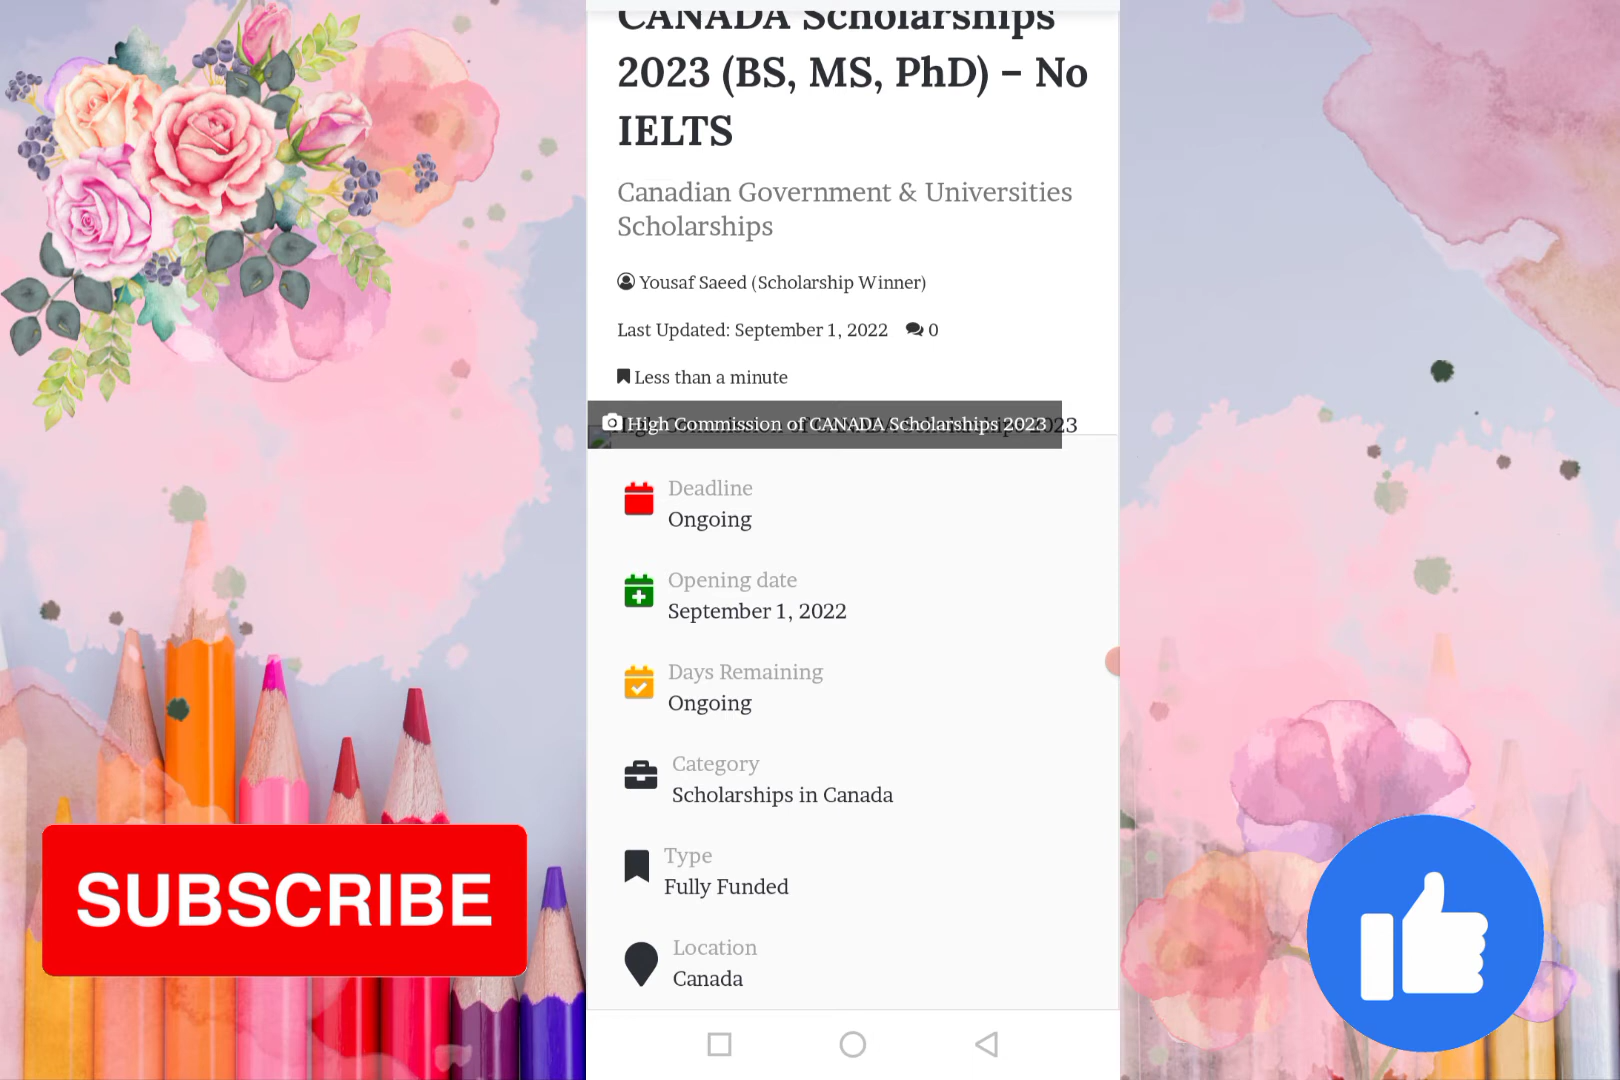 CANADA Scholarships
2023 (BS, MS, PhD) – No
IELTS
Canadian Government & Universities
Scholarships
Yousaf Saeed (Scholarship Winner)
Last Updated: September 1, 2022 0
Less than a minute
High Commission of CANADA Scholarships 2023
Deadline
Ongoing
Opening date
September 1, 2022
Days Remaining
Ongoing
Category
Scholarships in Canada
Type
Fully Funded
Location
Canada
SUBSCRIBE